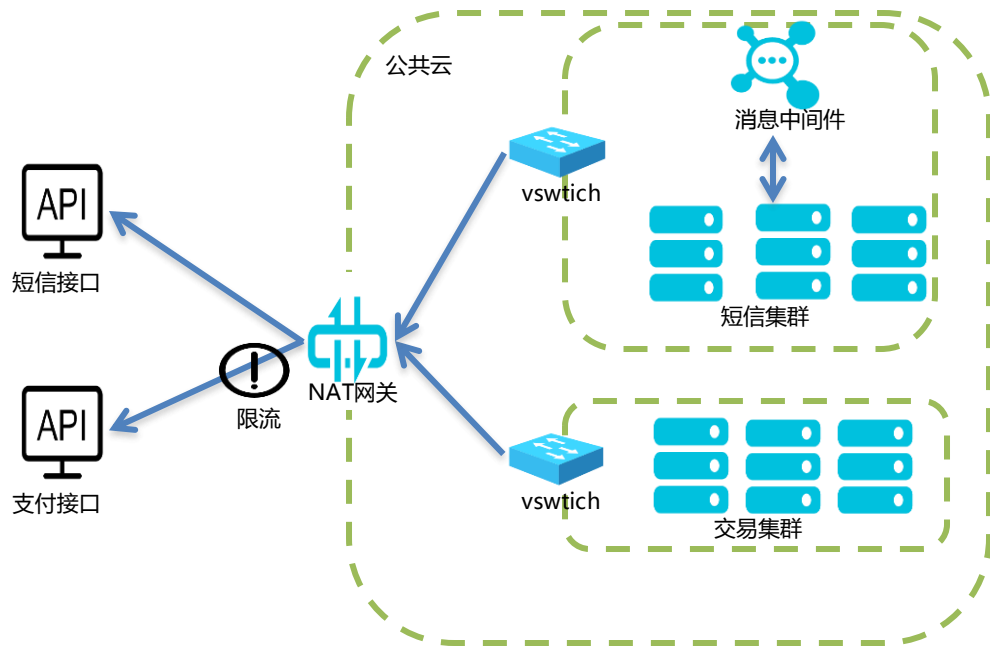 公共云
消息中间件
vswtich
API
短信接口
短信集群
NAT网关
限流
API
支付接口
vswtich
交易集群